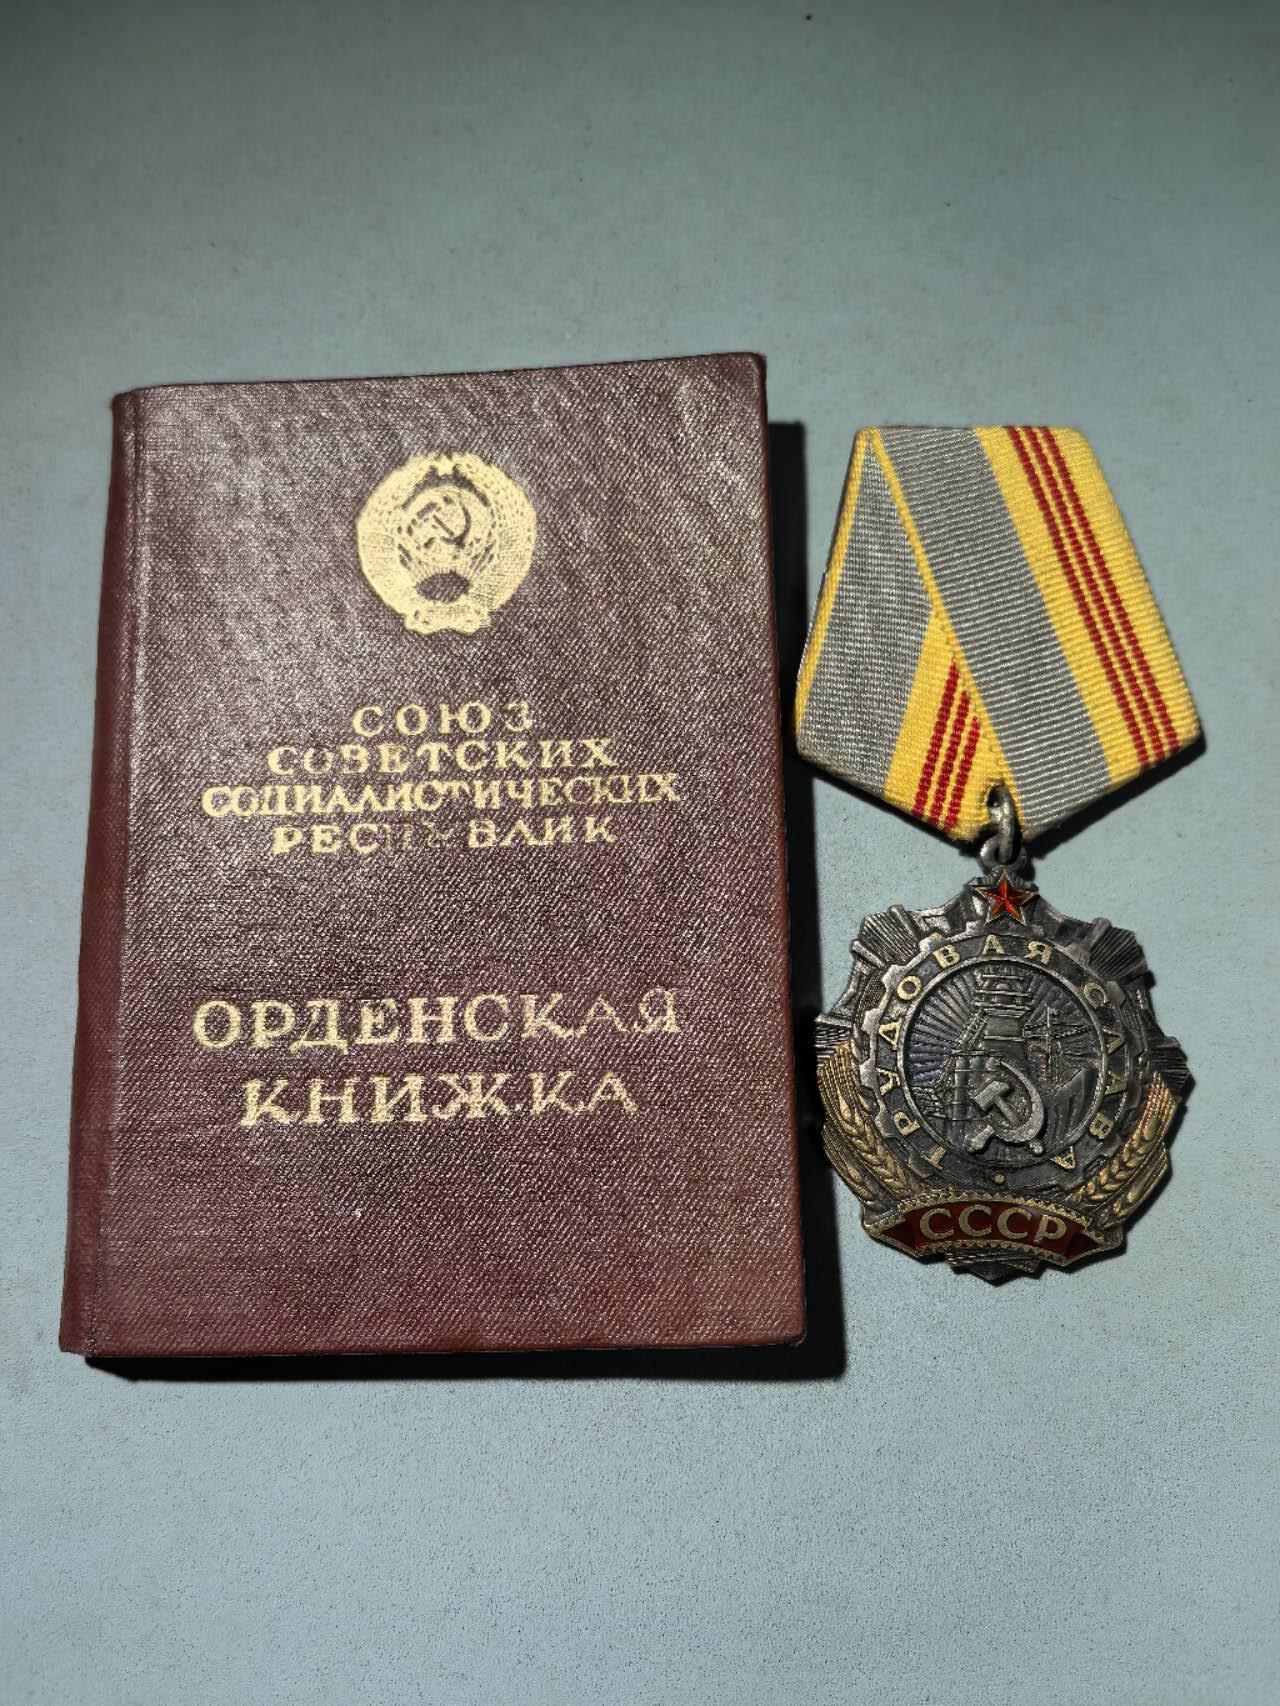 СОЮЗ
СОВЕТСКИХ
СОЦИАЛИСТИЧЕСКИХ
РЕСПУБЛИК
ОРДЕНСКАЯ
КНИЖКА
ТРУДОВАЯ СЛАВА
СССР